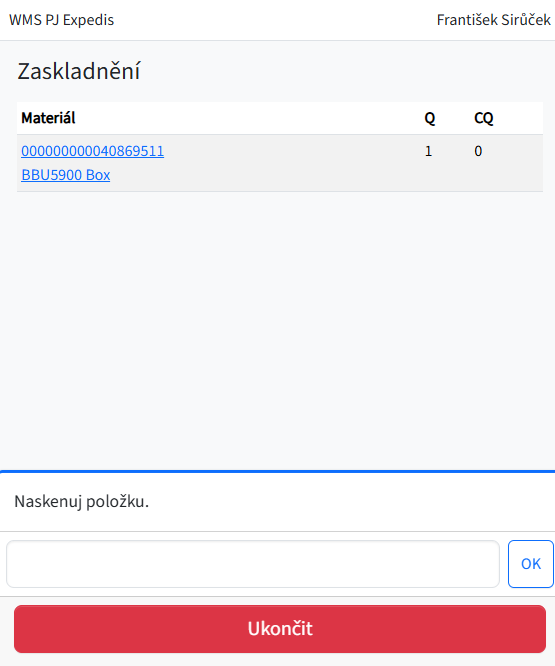 WMS PJ Expedis František Sirůček
Zaskladnění
Materiál Q CQ
000000000040869511 1 0
BBU5900 Box
Naskenuj položku.
OK
Ukončit